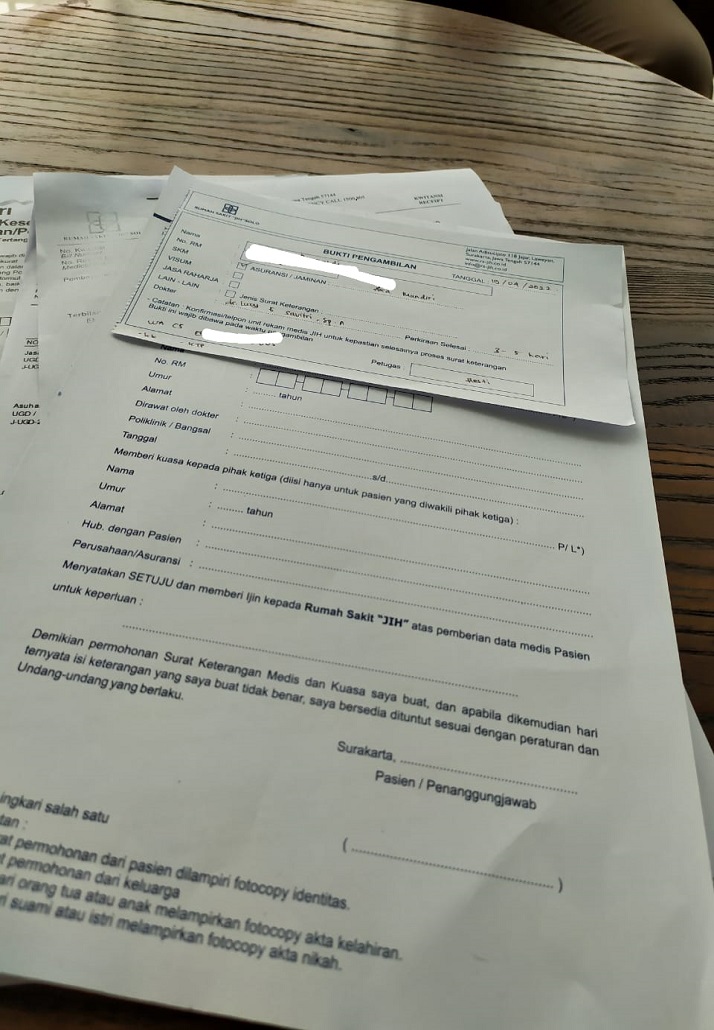 BUKTI PENGAMBILAN
Nama
No. RM
SKM
VISUM
ASURANSI / JAMINAN
Mandiri
JASA RAHARJA
LAIN - LAIN
Jenis Surat Keterangan
Dokter
TANGGAL
Perkiraan Selesai
hari
Catatan : Konfirmasi/telpon unit rekam medis JIH untuk kepastian selesainya proses surat keterangan
Bukti ini wajib dibawa pada waktu pengambilan
Petugas
Nama
No. RM
Umur : ........ tahun
Alamat :
Dirawat oleh dokter :
Poliklinik / Bangsal :
Tanggal : s/d
Memberi kuasa kepada pihak ketiga (diisi hanya untuk pasien yang diwakili pihak ketiga) :
Nama : P/ L*)
Umur : ........ tahun
Alamat :
Hub. dengan Pasien :
Perusahaan/Asuransi :
Menyatakan SETUJU dan memberi Ijin kepada Rumah Sakit "JIH" atas pemberian data medis Pasien
untuk keperluan :
Demikian permohonan Surat Keterangan Medis dan Kuasa saya buat, dan apabila dikemudian hari
ternyata isi keterangan yang saya buat tidak benar, saya bersedia dituntut sesuai dengan peraturan dan
Undang-undang yang berlaku.
Surakarta,
Pasien / Penanggungjawab
( )
ingkari salah satu
tan :
at permohonan dari pasien dilampiri fotocopy identitas.
t permohonan dari keluarga
ari orang tua atau anak melampirkan fotocopy akta kelahiran.
ri suami atau istri melampirkan fotocopy akta nikah.